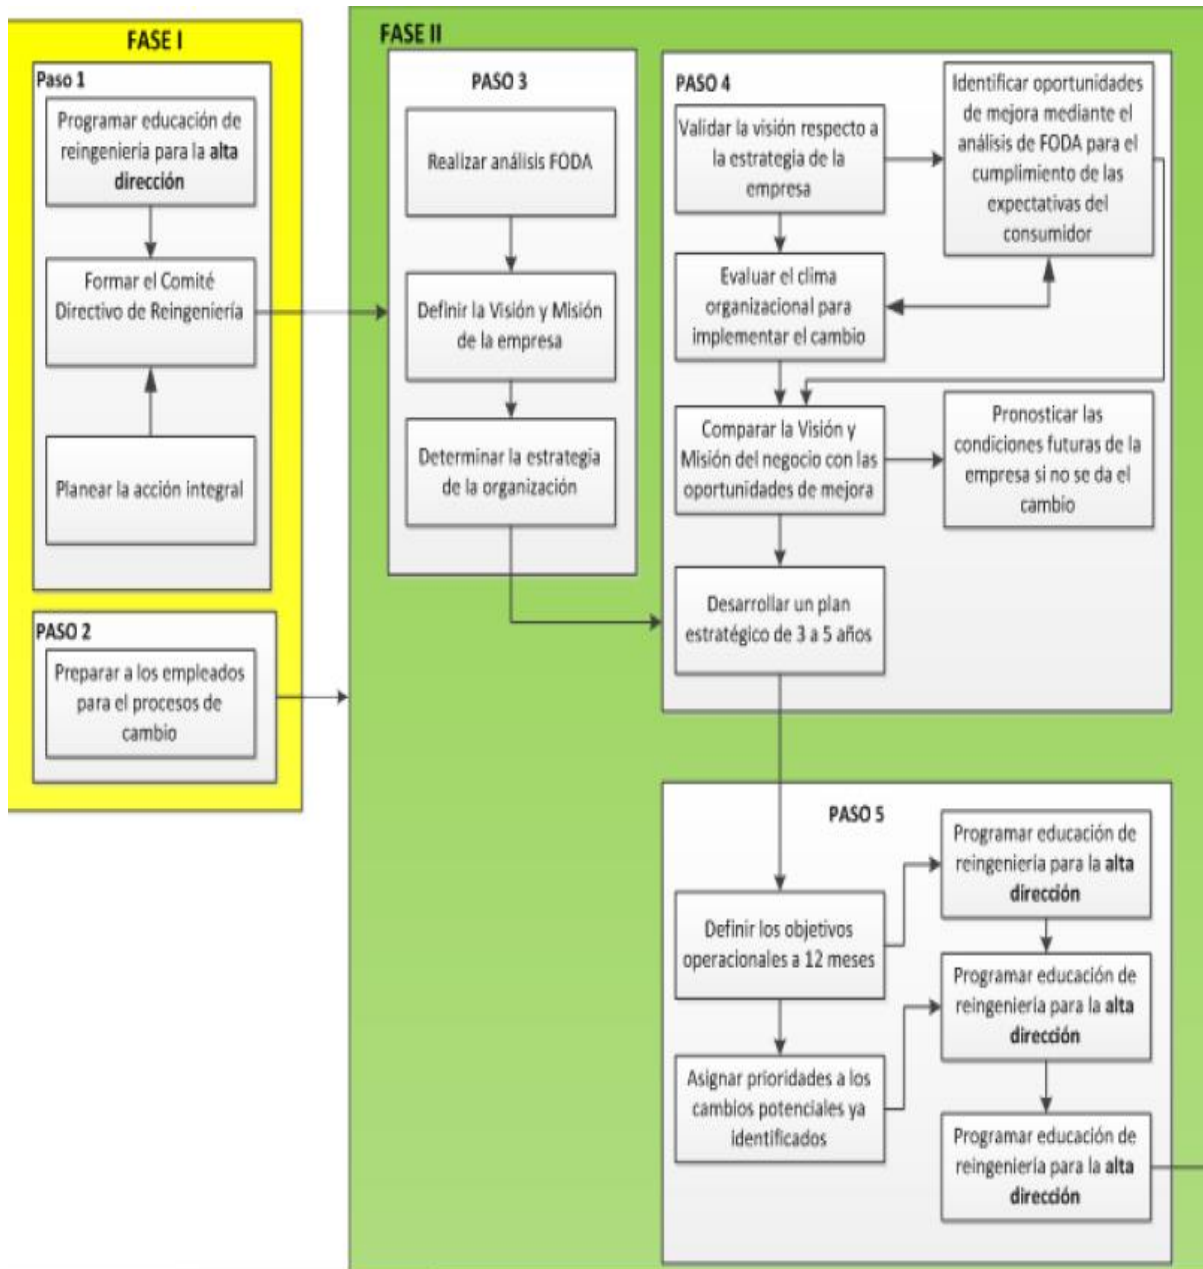 FASE I
Paso 1
Programar educación de
reingeniería para la alta
dirección
Formar el Comité
Directivo de Reingeniería
Planear la acción integral
PASO 2
Preparar a los empleados
para el procesos de
cambio
FASE II
PASO 3
Realizar análisis FODA
Definir la Visión y Misión
de la empresa
Determinar la estrategia
de la organización
PASO 4
Validar la visión respecto a
la estrategia de la
empresa
Identificar oportunidades
de mejora mediante el
análisis de FODA para el
cumplimiento de las
expectativas del
consumidor
Evaluar el clima
organizacional para
implementar el cambio
Comparar la Visión y
Misión del negocio con las
oportunidades de mejora
Pronosticar las
condiciones futuras de la
empresa si no se da el
cambio
Desarrollar un plan
estratégico de 3 a 5 años
PASO 5
Definir los objetivos
operacionales a 12 meses
Asignar prioridades a los
cambios potenciales ya
identificados
Programar educación de
reingeniería para la alta
dirección
Programar educación de
reingeniería para la alta
dirección
Programar educación de
reingeniería para la alta
dirección